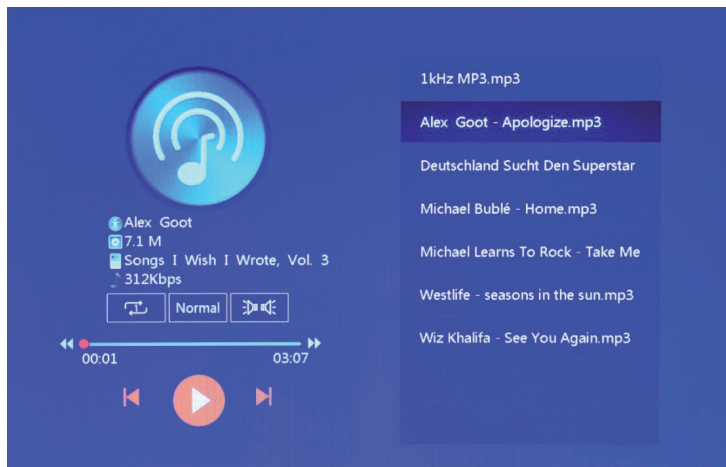 Alex Goot
7.1 M
Songs I Wish I Wrote, Vol. 3
312Kbps
1
Normal
00:01
03:07
1kHz MP3.mp3
Alex Goot - Apologize.mp3
Deutschland Sucht Den Superstar
Michael Bublé - Home.mp3
Michael Learns To Rock - Take Me
Westlife - seasons in the sun.mp3
Wiz Khalifa - See You Again.mp3